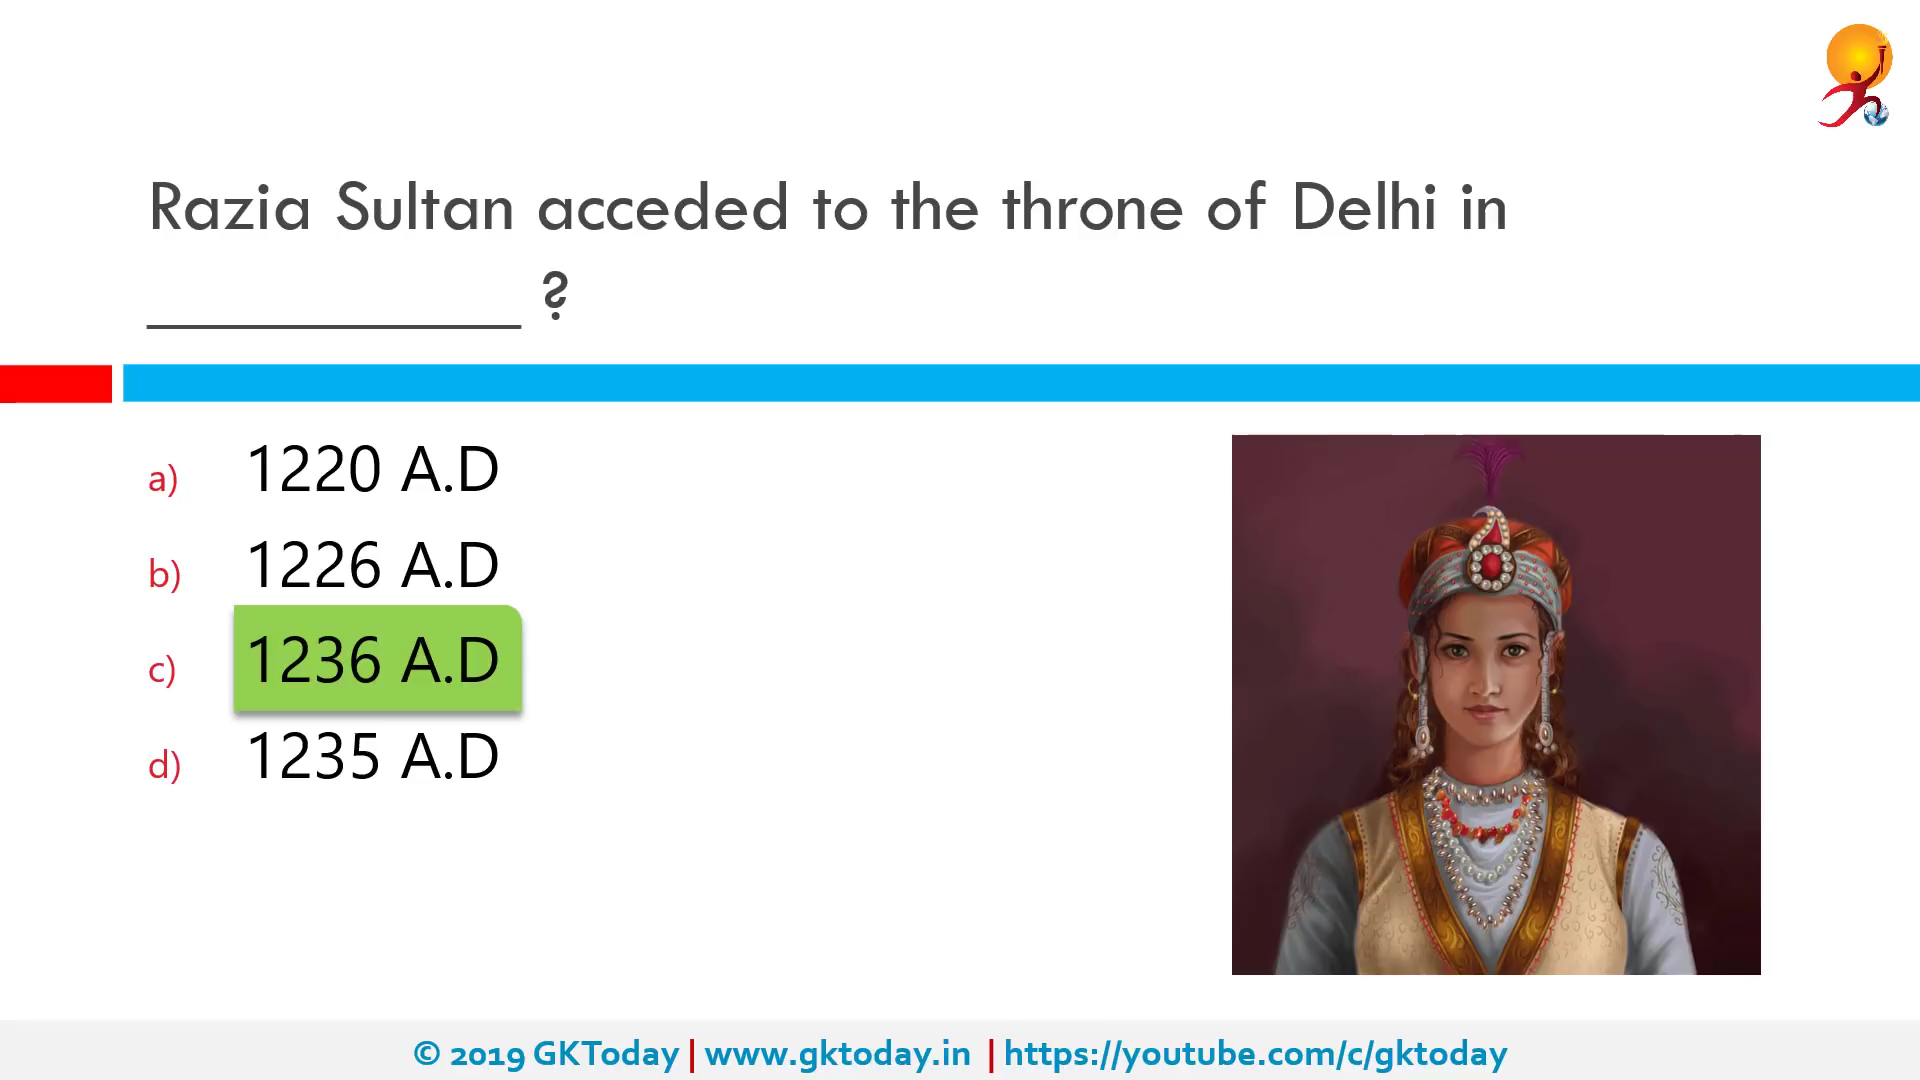 Razia Sultan acceded to the throne of Delhi in
___________ ?
a) 1220 A.D
b) 1226 A.D
c) 1236 A.D
d) 1235 A.D
© 2019 GKToday | www.gktoday.in | https://youtube.com/c/gktoday